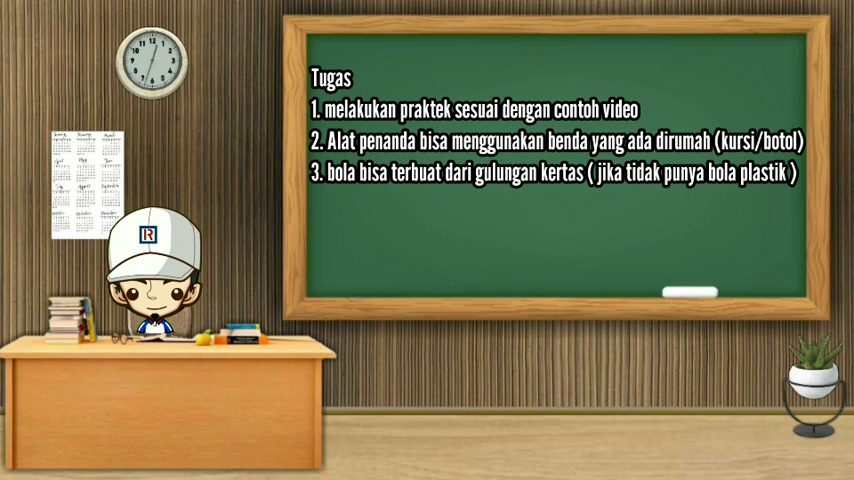 Tugas
1. melakukan praktek sesuai dengan contoh video
2. Alat penanda bisa menggunakan benda yang ada dirumah (kursi/botol)
3. bola bisa terbuat dari gulungan kertas ( jika tidak punya bola plastik )